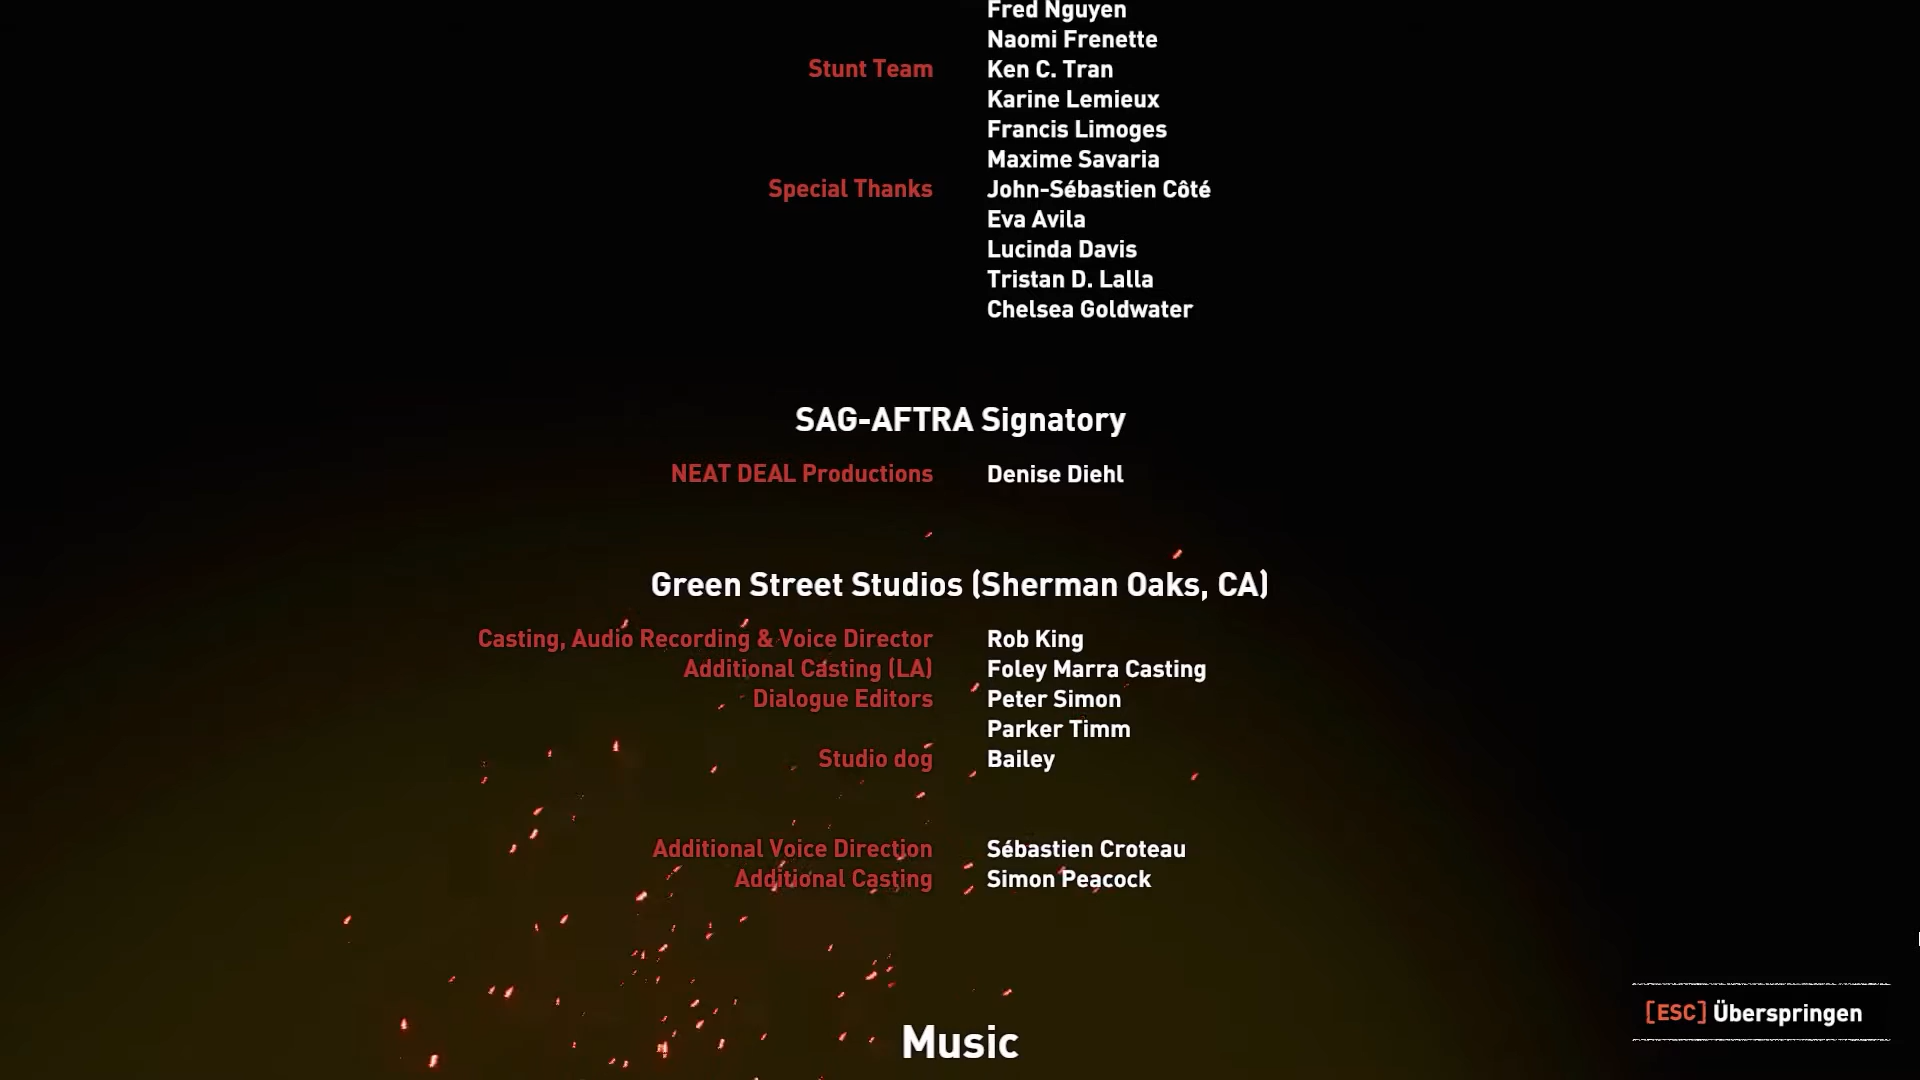 Fred Nguyen
Naomi Frenette
Stunt Team Ken C. Tran
Karine Lemieux
Francis Limoges
Maxime Savaria
Special Thanks John-Sébastien Côté
Eva Avila
Lucinda Davis
Tristan D. Lalla
Chelsea Goldwater
SAG-AFTRA Signatory
NEAT DEAL Productions Denise Diehl
Green Street Studios (Sherman Oaks, CA)
Casting, Audio Recording & Voice Director Rob King
Additional Casting (LA) Foley Marra Casting
Dialogue Editors Peter Simon
Parker Timm
Studio dog Bailey
Additional Voice Direction Sébastien Croteau
Additional Casting Simon Peacock
Music
[ESC] Überspringen